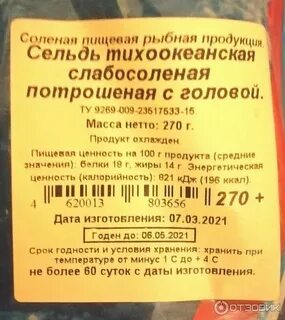 Соленая пищевая рыбная продукция.
Сельдь тихоокеанская
слабосоленая
потрошеная с головой.
ТУ 9269-009-23517533-15
Масса нетто: 270 г.
Продукт охлажден
Пищевая ценность на 100 г продукта (средние
значения): белки 18 г, жиры 14 г. Энергетическая
ценность (калорийность): 821 кДж (196 ккал).
4 620013 803656 270 +
Дата изготовления: 07.03.2021
Годен до: 06.05.2021
Срок годности и условия хранения: хранить при
температуре от минус 1 С до + 4 С
не более 60 суток с даты изготовления.